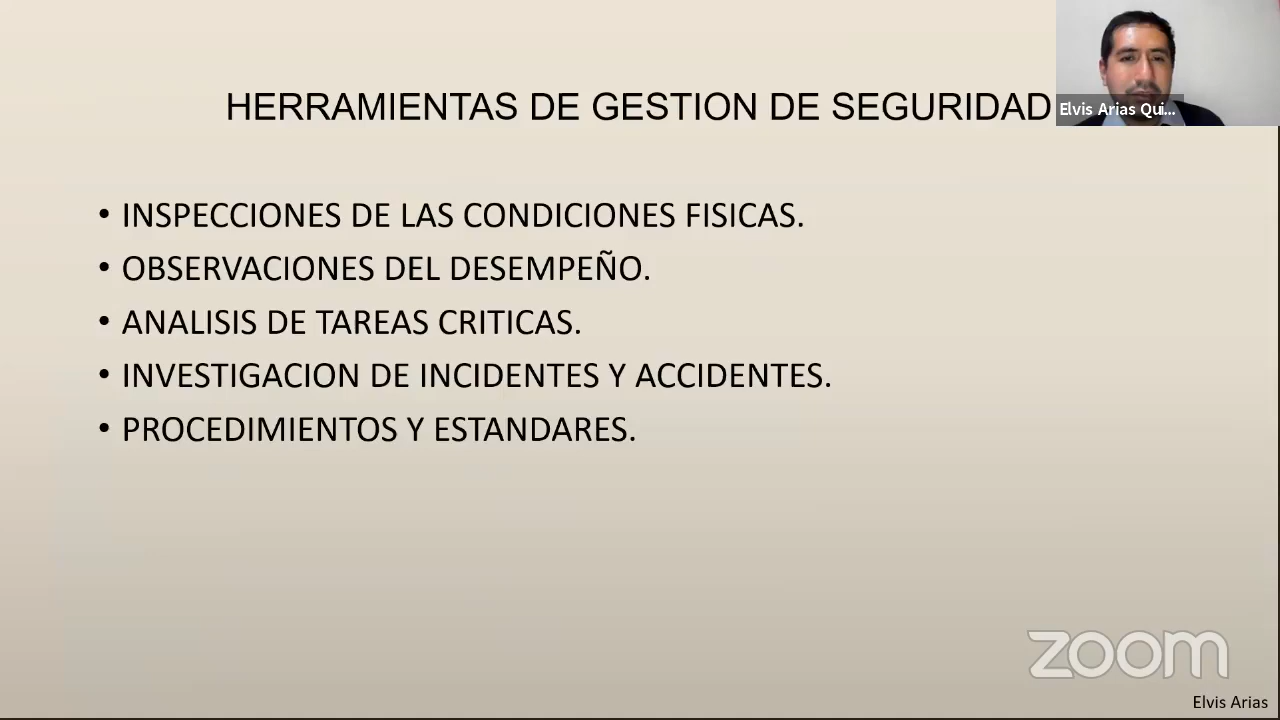 HERRAMIENTAS DE GESTION DE SEGURIDAD
Elvis Arias Qui...
• INSPECCIONES DE LAS CONDICIONES FISICAS.
• OBSERVACIONES DEL DESEMPEÑO.
• ANALISIS DE TAREAS CRITICAS.
• INVESTIGACION DE INCIDENTES Y ACCIDENTES.
• PROCEDIMIENTOS Y ESTANDARES.
zoom
Elvis Arias